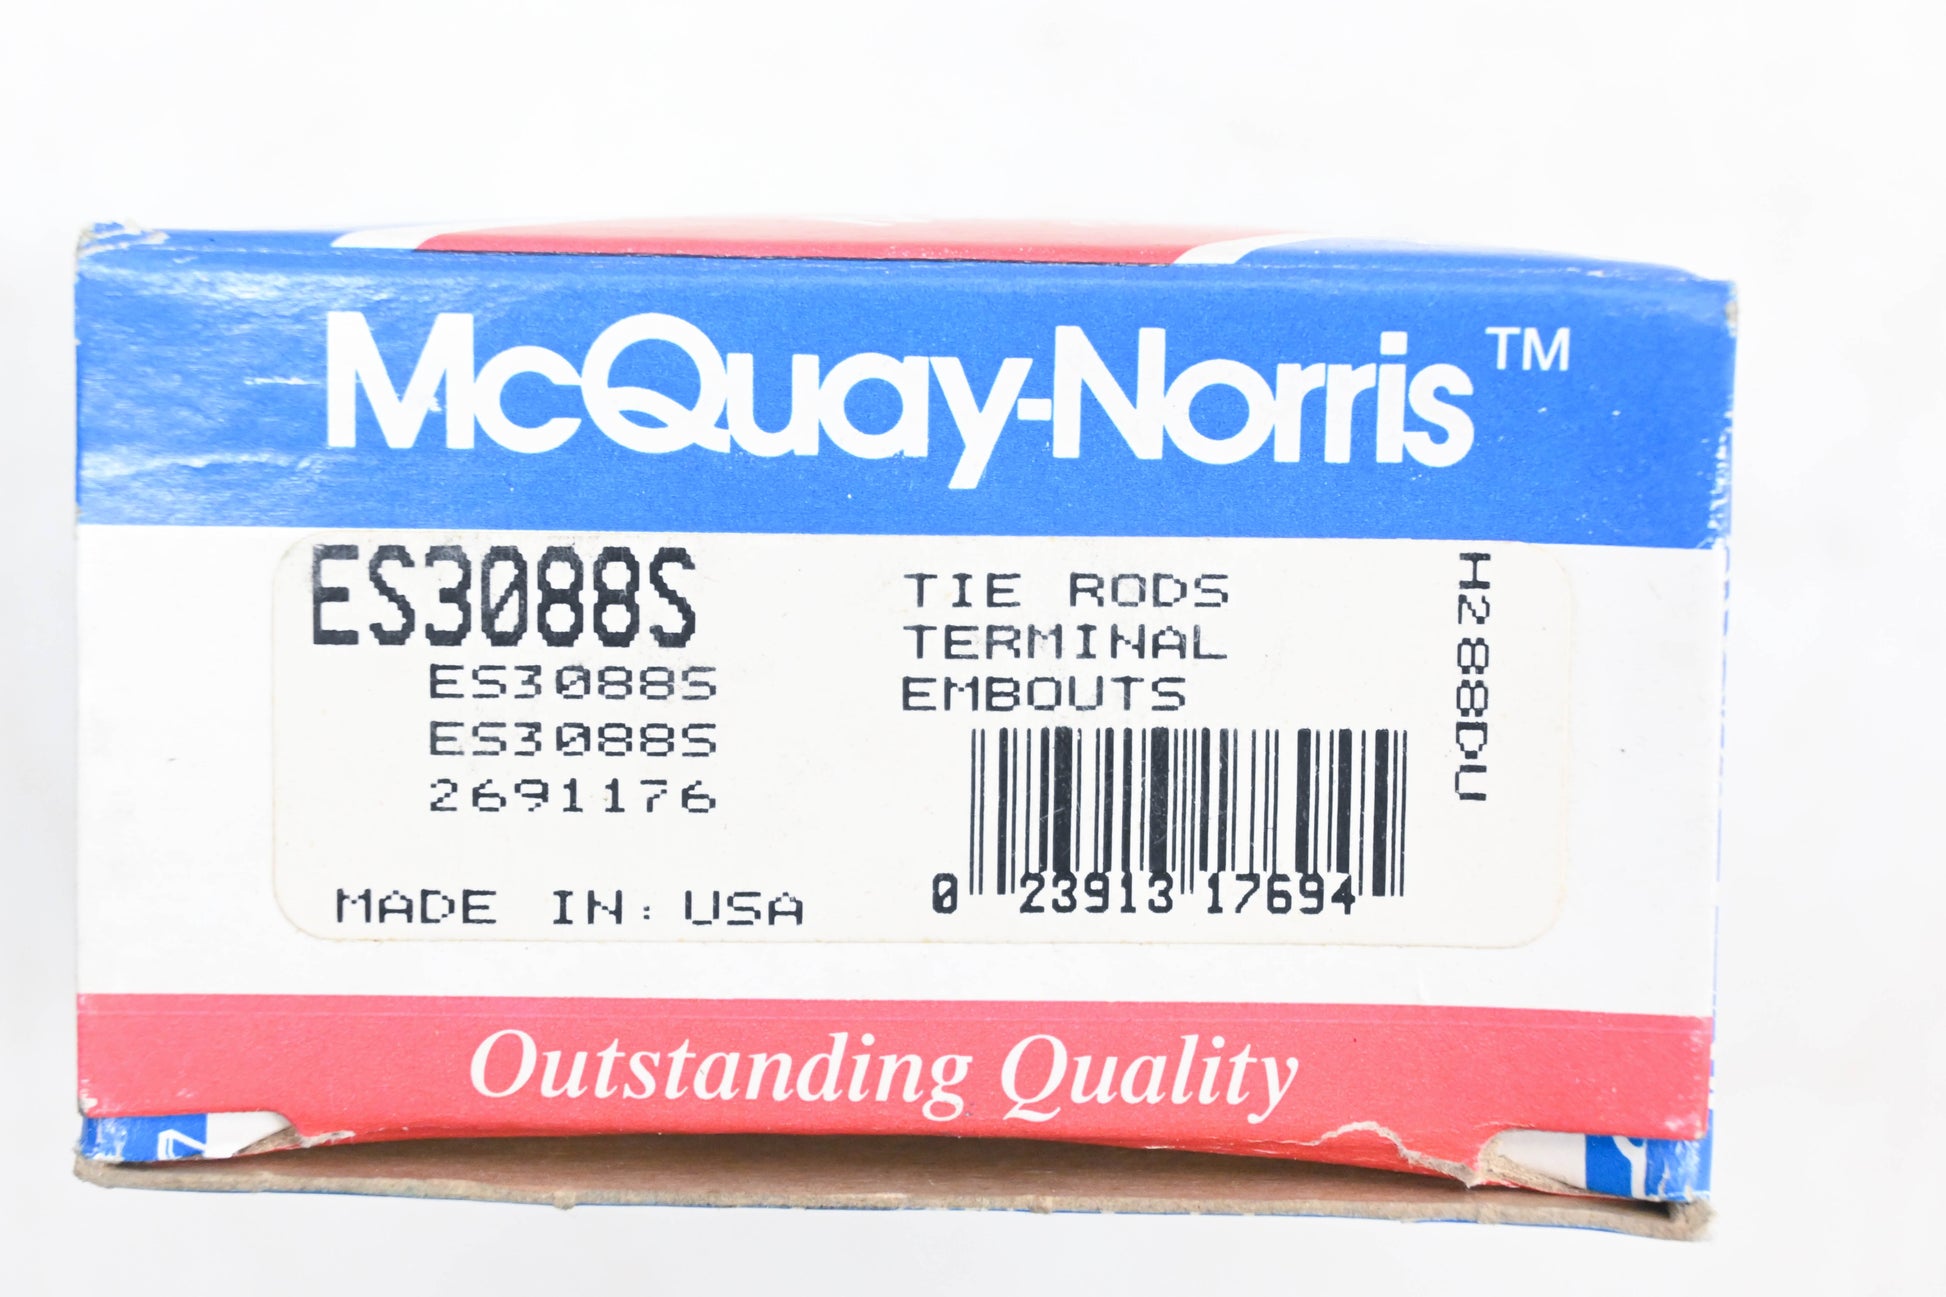 McQuay-Norris™
ES3088S
ES3088S
ES3088S
2691176
MADE IN: USA
TIE RODS
TERMINAL
EMBOUTS
0 23913 17694
H288DU
Outstanding Quality